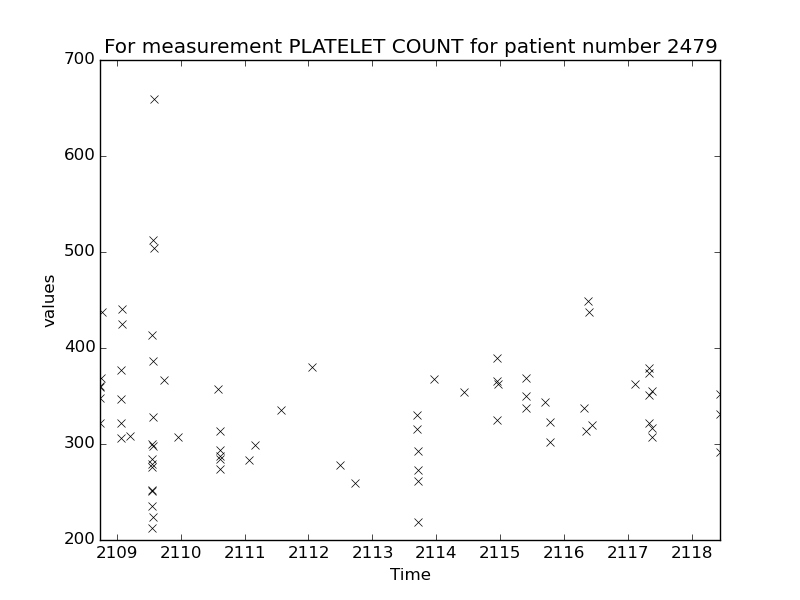 For measurement PLATELET COUNT for patient number 2479
700
600
500
400
300
200
values
2109 2110 2111 2112 2113 2114 2115 2116 2117 2118
Time